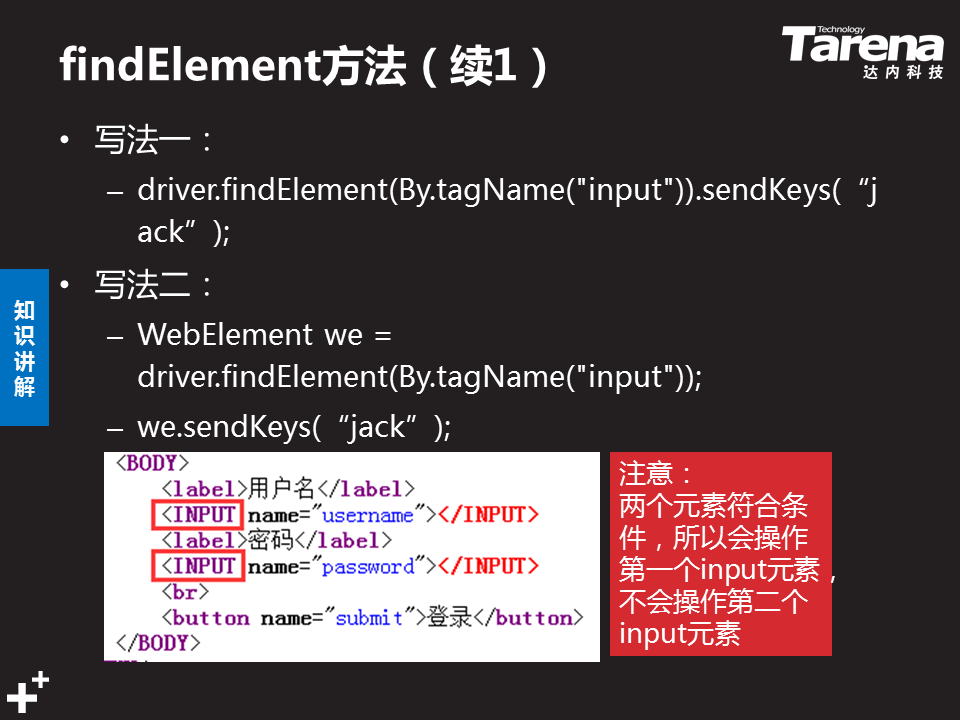 findElement方法（续1）
Technology
Tarena
达内科技
• 写法一：
– driver.findElement(By.tagName("input")).sendKeys(“j
ack”);
• 写法二：
– WebElement we =
driver.findElement(By.tagName("input"));
– we.sendKeys(“jack”);
知
识
讲
解
<BODY>
<label>用户名</label>
<INPUT name="username"></INPUT>
<label>密码</label>
<INPUT name="password"></INPUT>
<br>
<button name="submit">登录</button>
</BODY>
注意：
两个元素符合条
件，所以会操作
第一个input元素，
不会操作第二个
input元素